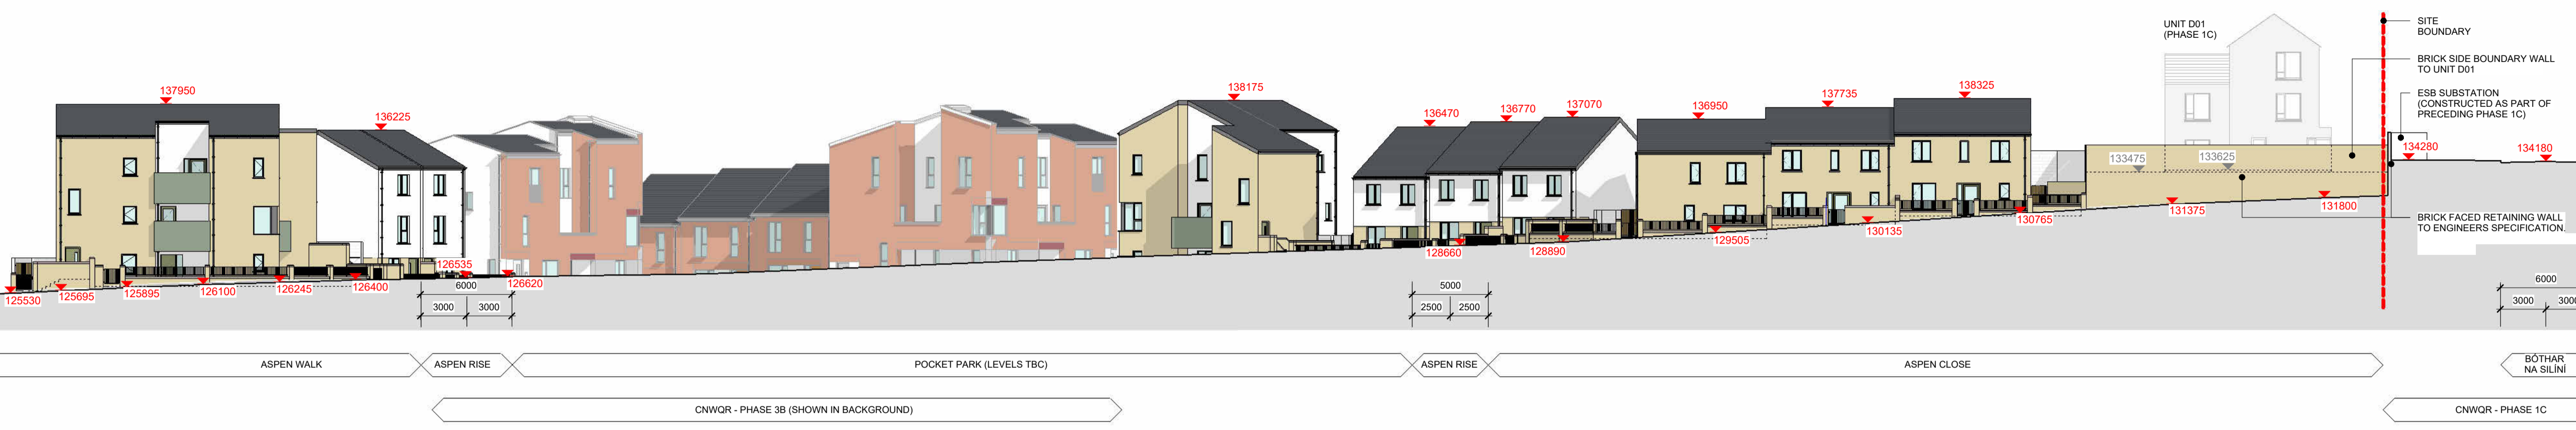 UNIT D01
(PHASE 1C)
SITE
BOUNDARY
BRICK SIDE BOUNDARY WALL
TO UNIT D01
ESB SUBSTATION
(CONSTRUCTED AS PART OF
PRECEDING PHASE 1C)
137950
136225
138175
136470
136770
137070
136950
137735
138325
133475
133625
134280
134180
125530
125695
125895
126100
126245
126400
126535
126620
128660
128890
129505
130135
130765
131375
131800
BRICK FACED RETAINING WALL
TO ENGINEERS SPECIFICATION.
6000
3000
3000
5000
2500
2500
6000
3000
3000
ASPEN WALK
ASPEN RISE
POCKET PARK (LEVELS TBC)
ASPEN RISE
ASPEN CLOSE
BÓTHAR
NA SILÍNÍ
CNWQR - PHASE 3B (SHOWN IN BACKGROUND)
CNWQR - PHASE 1C